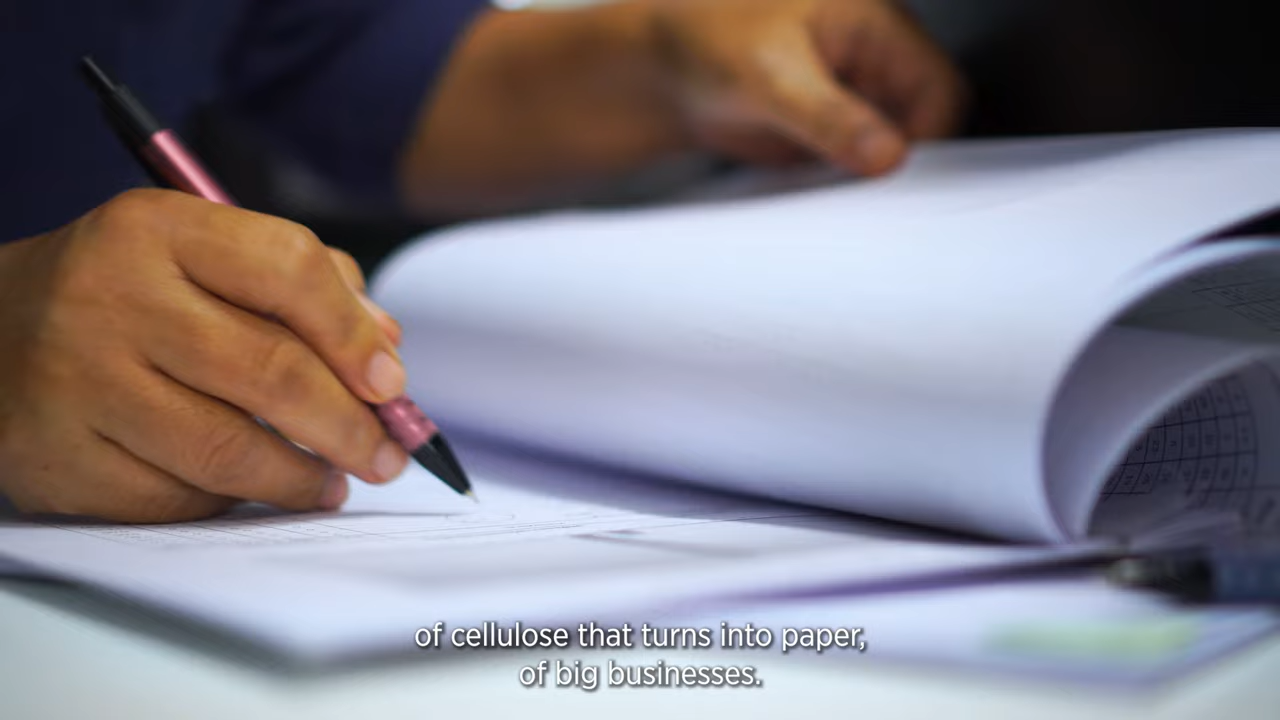 of cellulose that turns into paper,
of big businesses.